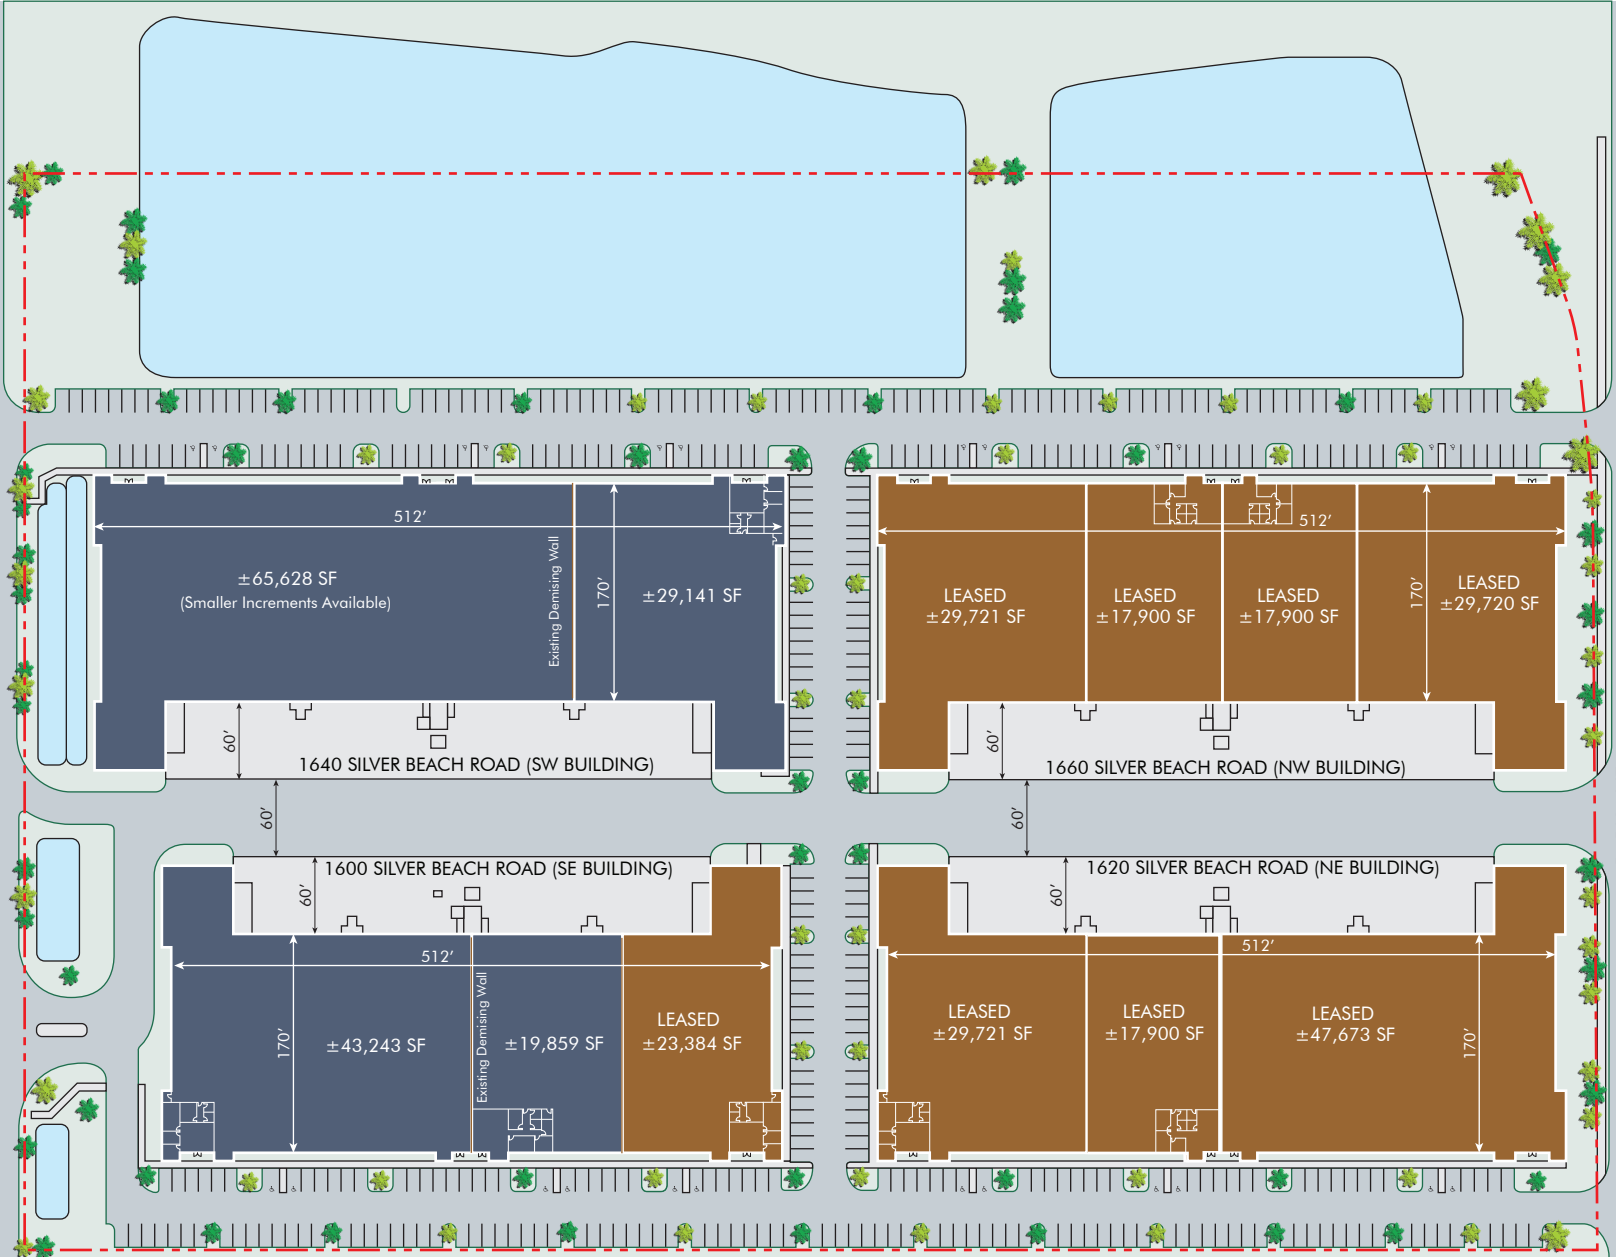 512’
±65,628 SF
(Smaller Increments Available)
Existing Demising Wall
170’
±29,141 SF
60’
1640 SILVER BEACH ROAD (SW BUILDING)
60’
512’
LEASED
±29,721 SF
LEASED
±17,900 SF
LEASED
±17,900 SF
170’
LEASED
±29,720 SF
60’
1660 SILVER BEACH ROAD (NW BUILDING)
60’
1600 SILVER BEACH ROAD (SE BUILDING)
60’
512’
170’
±43,243 SF
Existing Demising Wall
±19,859 SF
LEASED
±23,384 SF
1620 SILVER BEACH ROAD (NE BUILDING)
60’
512’
LEASED
±29,721 SF
LEASED
±17,900 SF
LEASED
±47,673 SF
170’